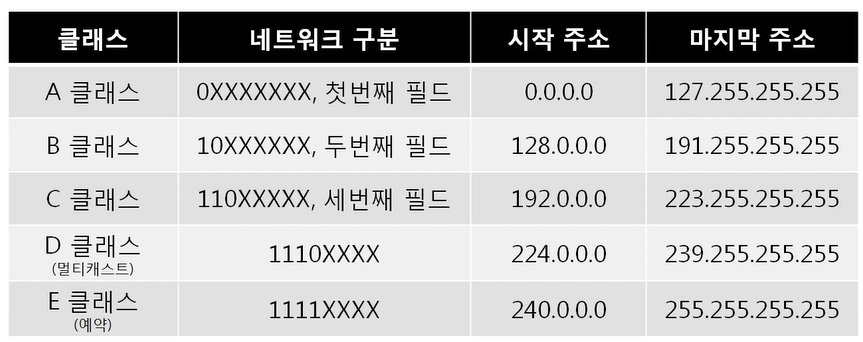 클래스 네트워크 구분 시작 주소 마지막 주소
A 클래스 0XXXXXXX, 첫번째 필드 0.0.0.0 127.255.255.255
B 클래스 10XXXXXX, 두번째 필드 128.0.0.0 191.255.255.255
C 클래스 110XXXXX, 세번째 필드 192.0.0.0 223.255.255.255
D 클래스 1110XXXX 224.0.0.0 239.255.255.255
(멀티캐스트)
E 클래스 1111XXXX 240.0.0.0 255.255.255.255
(예약)